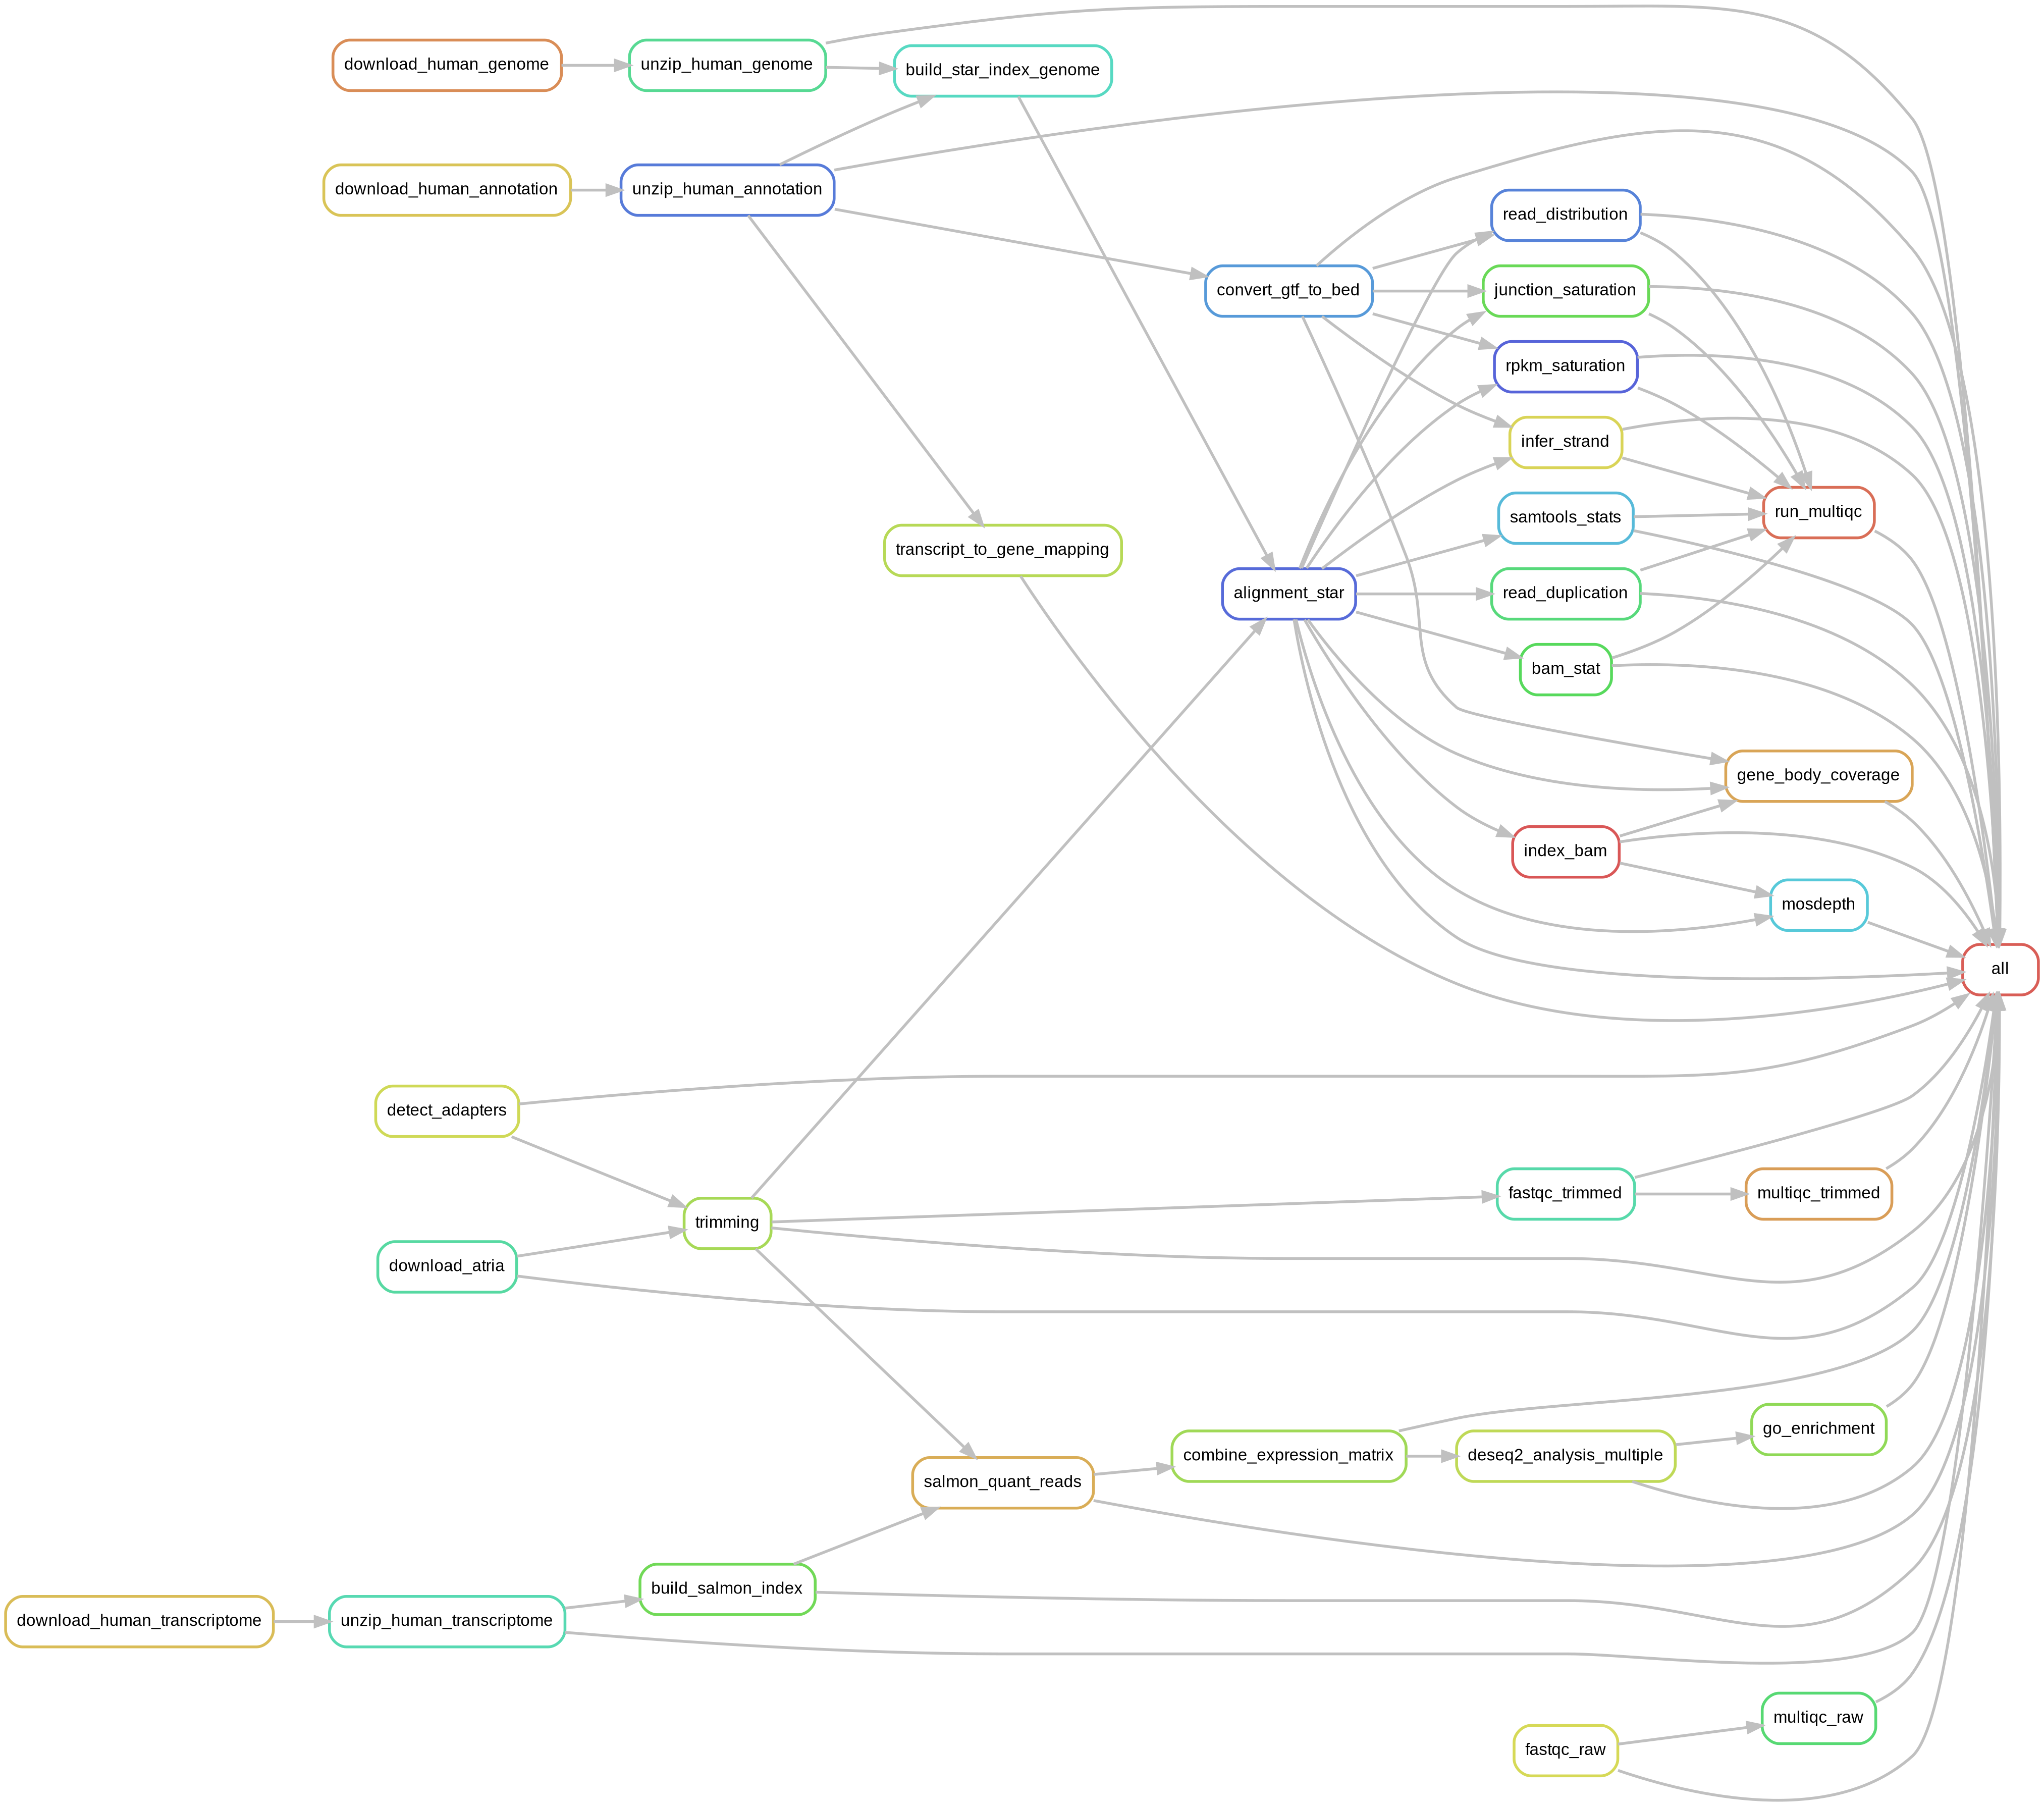 download_human_genome
unzip_human_genome
build_star_index_genome
download_human_annotation
unzip_human_annotation
read_distribution
convert_gtf_to_bed
junction_saturation
rpkm_saturation
infer_strand
samtools_stats
run_multiqc
transcript_to_gene_mapping
alignment_star
read_duplication
bam_stat
gene_body_coverage
index_bam
mosdepth
all
detect_adapters
trimming
fastqc_trimmed
multiqc_trimmed
download_atria
go_enrichment
combine_expression_matrix
deseq2_analysis_multiple
salmon_quant_reads
build_salmon_index
download_human_transcriptome
unzip_human_transcriptome
multiqc_raw
fastqc_raw